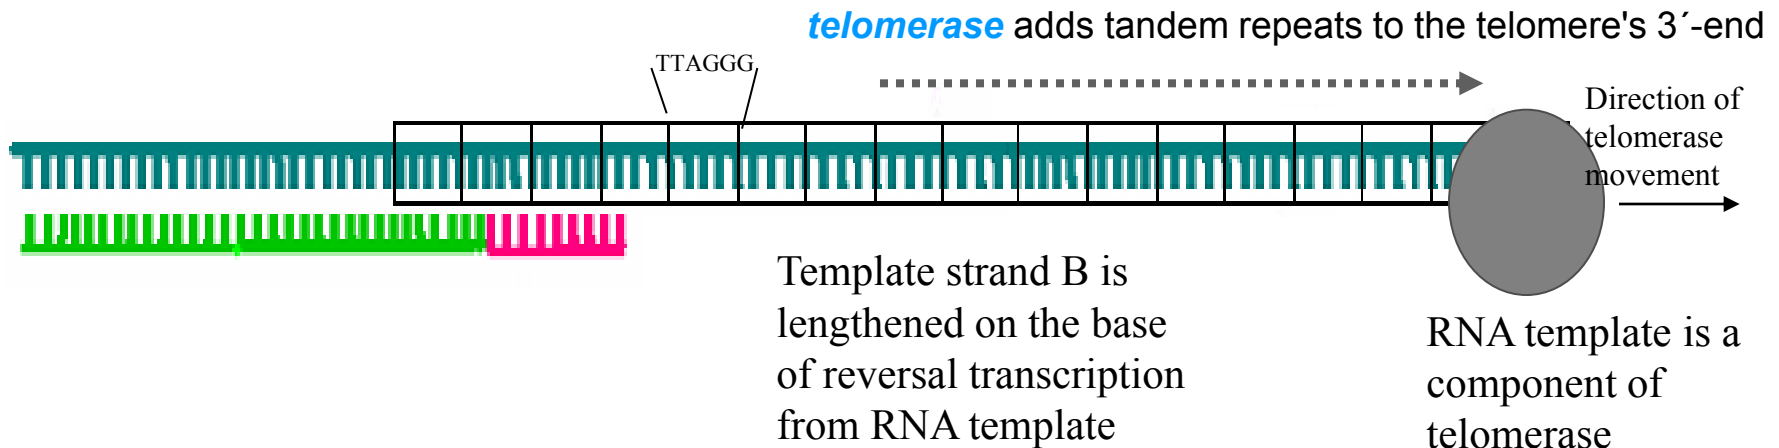 telomerase adds tandem repeats to the telomere's 3´-end
TTAGGG
Direction of
telomerase
movement
Template strand B is
lengthened on the base
of reversal transcription
from RNA template
RNA template is a
component of
telomerase